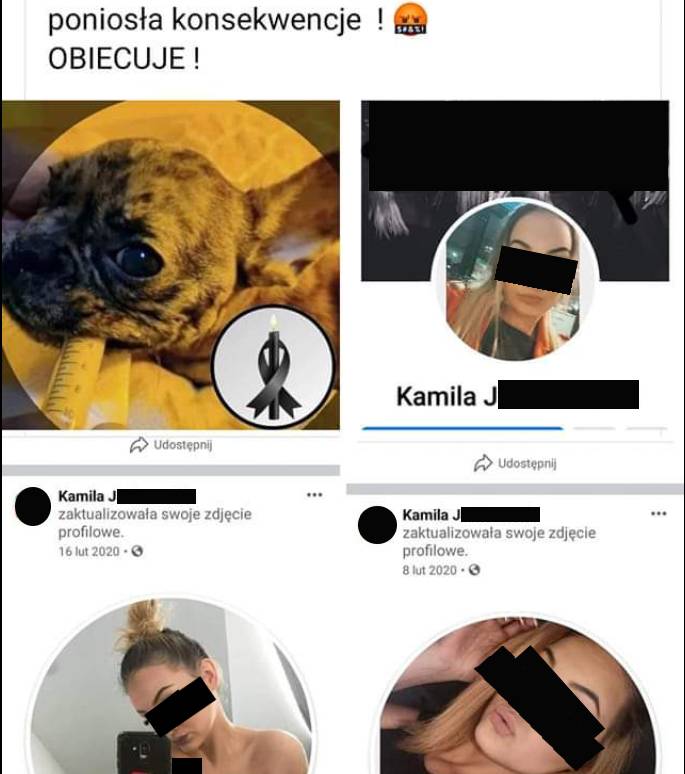 poniosła konsekwencje !
OBIECUJE !
Kamila J
Udostępnij
Udostępnij
Kamila J
zaktualizowała swoje zdjęcie
profilowe.
16 lut 2020 •
Kamila J
zaktualizowała swoje zdjęcie
profilowe.
8 lut 2020 •